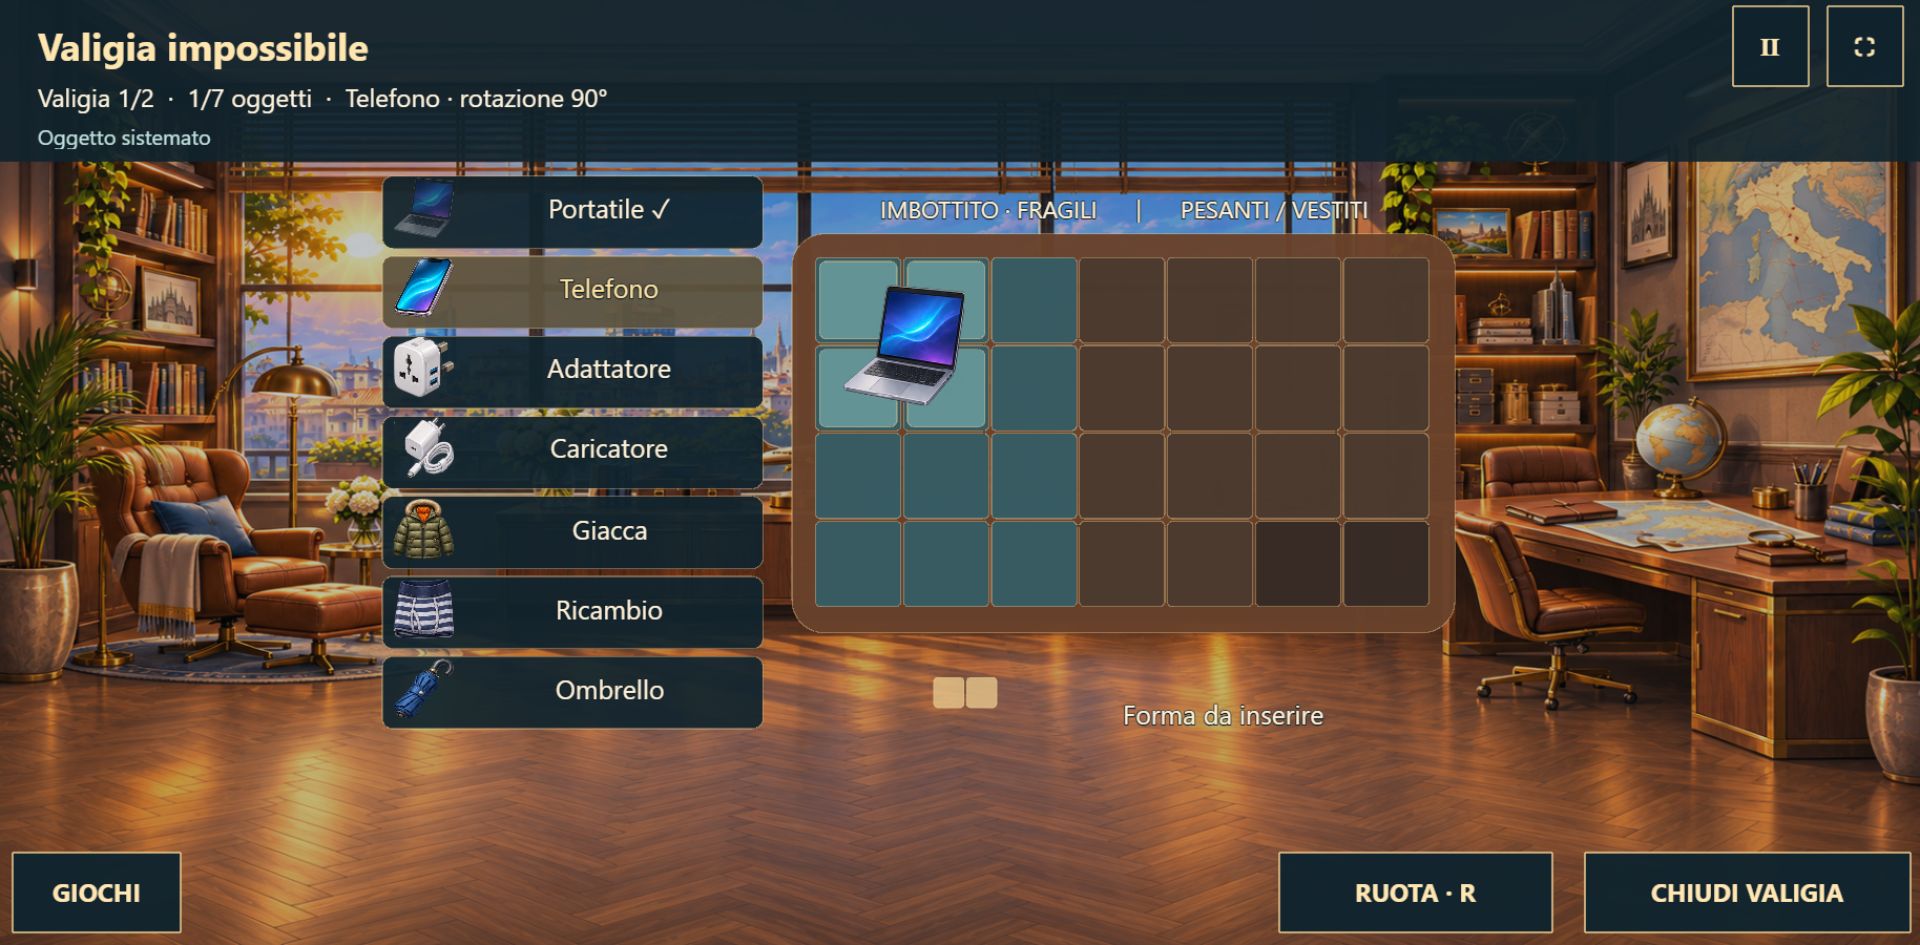 Valigia impossibile
Valigia 1/2 · 1/7 oggetti · Telefono · rotazione 90°
Oggetto sistemato
II
Portatile ✓
Telefono
Adattatore
Caricatore
Giacca
Ricambio
Ombrello
IMBOTTITO · FRAGILI | PESANTI / VESTITI
Forma da inserire
GIOCHI
RUOTA · R
CHIUDI VALIGIA